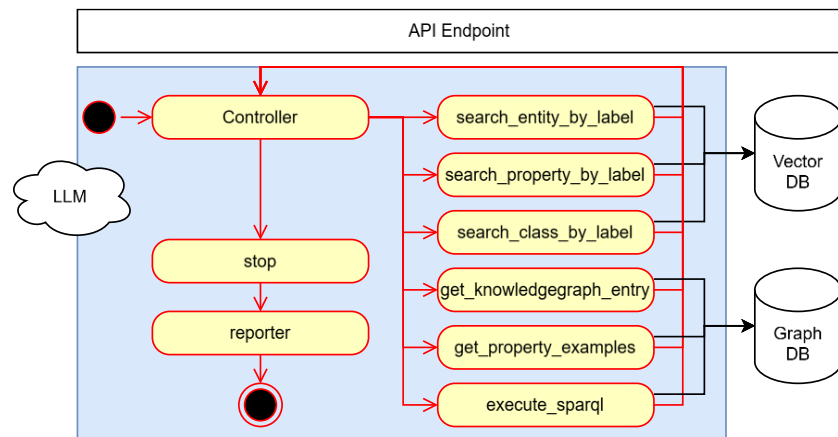 API Endpoint
Controller
search_entity_by_label
search_property_by_label
search_class_by_label
get_knowledgegraph_entry
get_property_examples
execute_sparql
stop
reporter
LLM
Vector
DB
Graph
DB